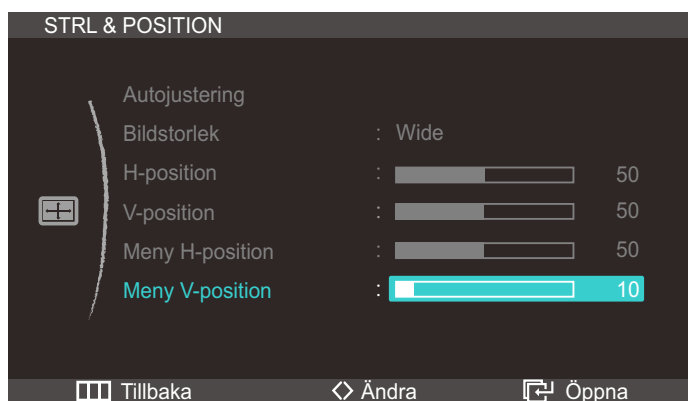 STRL & POSITION
Autojustering
Bildstorlek : Wide
H-position : 50
V-position : 50
Meny H-position : 50
Meny V-position : 10
Tillbaka Ändra Öppna